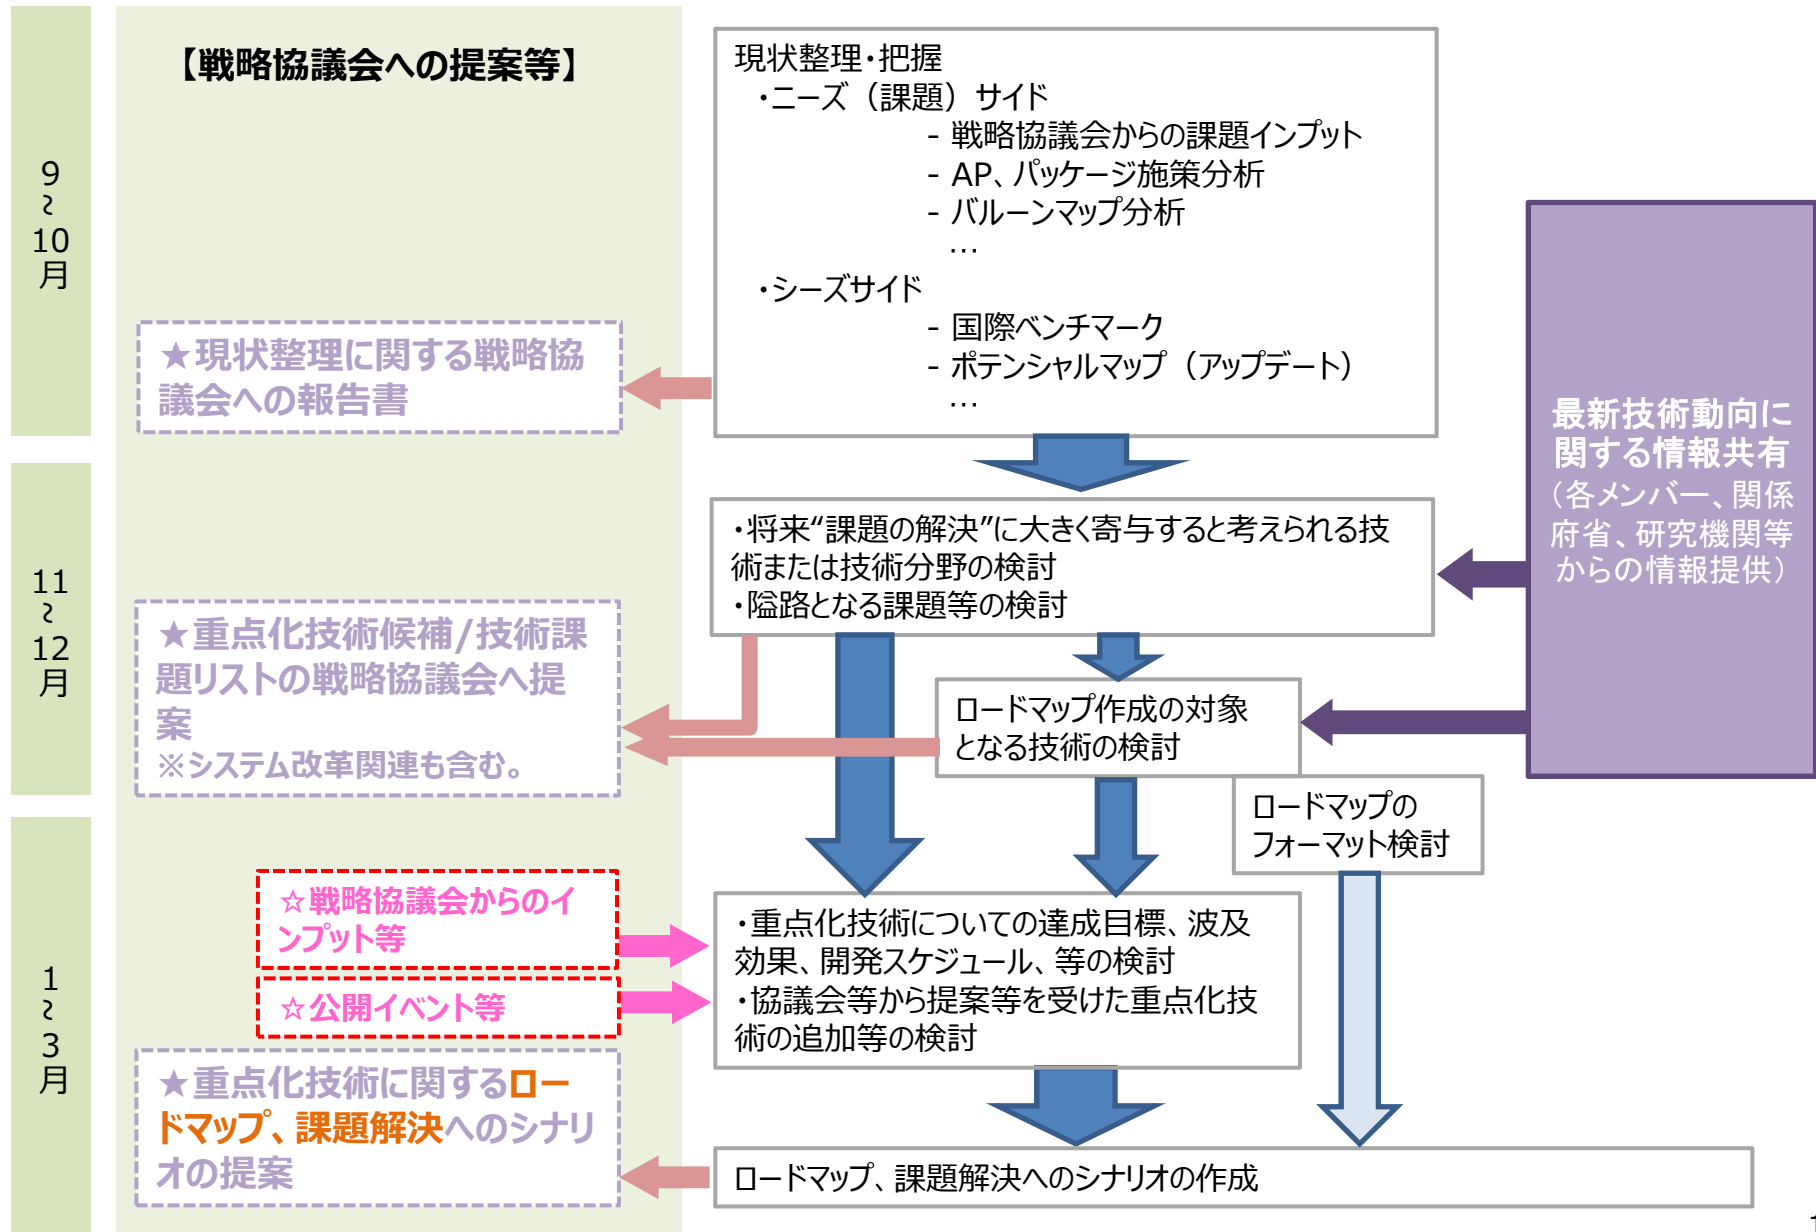 9
~
10
月
11
~
12
月
1
~
3
月
【戦略協議会への提案等】
★現状整理に関する戦略協
議会への報告書
★重点化技術候補/技術課
題リストの戦略協議会へ提
案
※システム改革関連も含む。
☆戦略協議会からのイ
ンプット等
☆公開イベント等
★重点化技術に関するロー
ドマップ、課題解決へのシナリ
オの提案
現状整理・把握
・ニーズ（課題）サイド
- 戦略協議会からの課題インプット
- AP、パッケージ施策分析
- バルーンマップ分析
…
・シーズサイド
- 国際ベンチマーク
- ポテンシャルマップ（アップデート）
…
・将来“課題の解決”に大きく寄与すると考えられる技
術または技術分野の検討
・隘路となる課題等の検討
ロードマップ作成の対象
となる技術の検討
ロードマップの
フォーマット検討
・重点化技術についての達成目標、波及
効果、開発スケジュール、等の検討
・協議会等から提案等を受けた重点化技
術の追加等の検討
ロードマップ、課題解決へのシナリオの作成
最新技術動向に
関する情報共有
（各メンバー、関係
府省、研究機関等
からの情報提供）